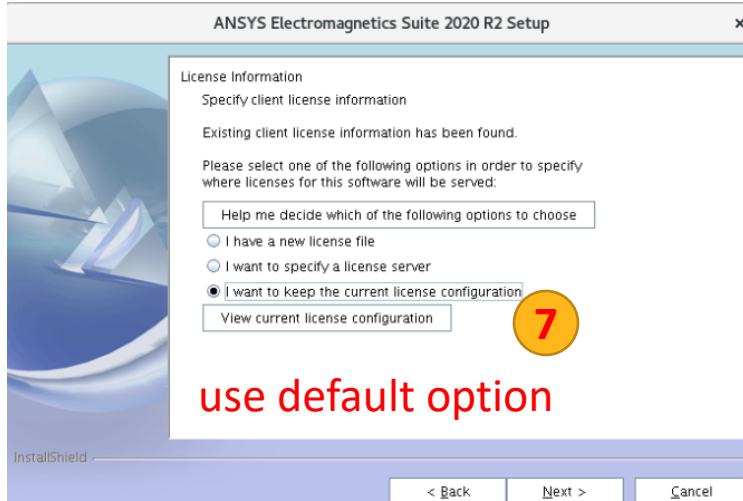 ANSYS Electromagnetics Suite 2020 R2 Setup
License Information
Specify client license information
Existing client license information has been found.
Please select one of the following options in order to specify
where licenses for this software will be served:
Help me decide which of the following options to choose
I have a new license file
I want to specify a license server
I want to keep the current license configuration
View current license configuration
7
use default option
InstallShield
< Back Next > Cancel